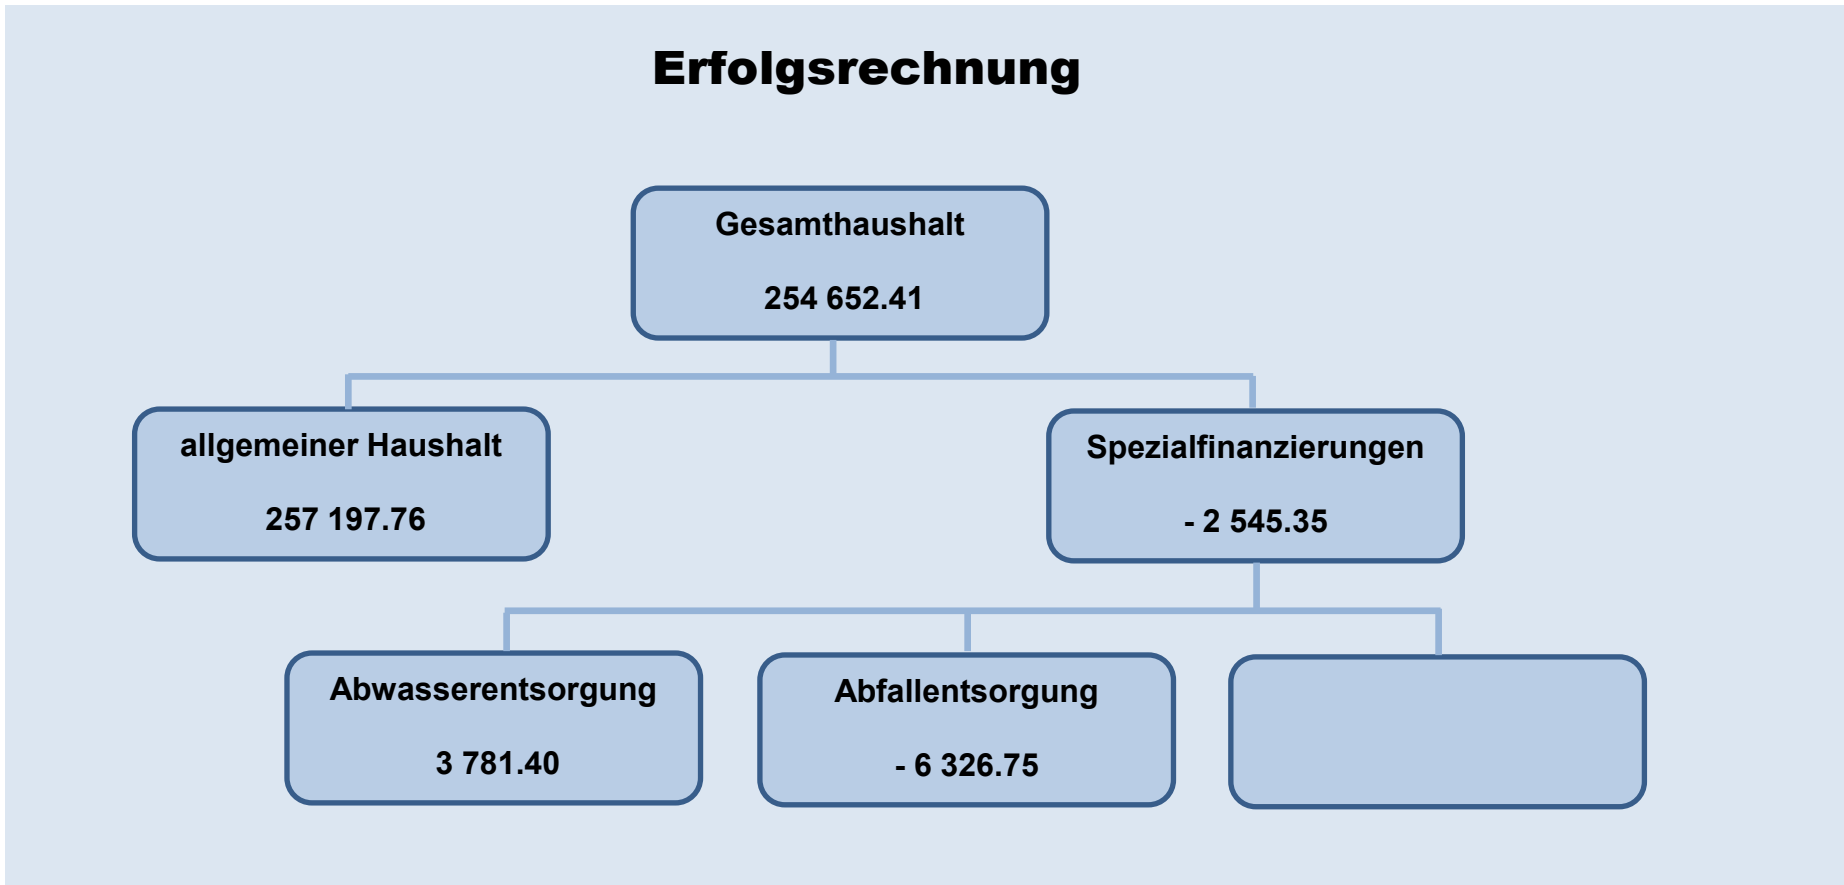 Erfolgsrechnung
Gesamthaushalt
254 652.41
allgemeiner Haushalt
257 197.76
Spezialfinanzierungen
- 2 545.35
Abwasserentsorgung
3 781.40
Abfallentsorgung
- 6 326.75